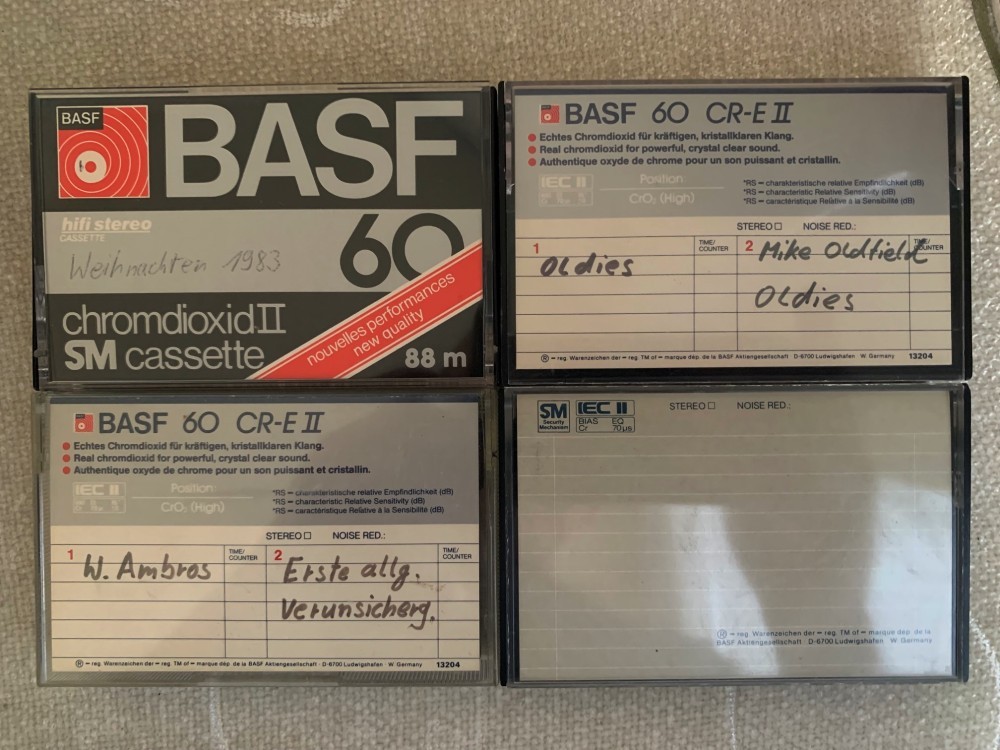 BASF
BASF
60
hifi stereo
CASSETTE
Weihnachten 1983
chromdioxid II
SM cassette
nouvelles performances
new quality
88 m
BASF 60 CR-E II
Echtes Chromdioxid für kräftigen, kristallklaren Klang.
Real chromdioxid for powerful, crystal clear sound.
Authentique oxyde de chrome pour un son puissant et cristallin.
IEC II
Position
CrO₂ (High)
*RS = charakteristische relative Empfindlichkeit (dB)
*RS = characteristic Relative Sensitivity (dB)
*RS = caractéristique Relative à la Sensibilité (dB)
STEREO □ NOISE RED.:
1 TIME/COUNTER 2 TIME/COUNTER
Oldies
Mike Oldfield
Oldies
® = reg. Warenzeichen der = reg. TM of = marque dép. de la BASF Aktiengesellschaft · D-6700 Ludwigshafen · W. Germany 13204
BASF 60 CR-E II
Echtes Chromdioxid für kräftigen, kristallklaren Klang.
Real chromdioxid for powerful, crystal clear sound.
Authentique oxyde de chrome pour un son puissant et cristallin.
IEC II
Position:
CrO₂ (High)
*RS = charakteristische relative Empfindlichkeit (dB)
*RS = characteristic Relative Sensitivity (dB)
*RS = caractéristique Relative à la Sensibilité (dB)
STEREO □ NOISE RED.:
1 TIME/COUNTER 2 TIME/COUNTER
W. Ambros
Erste allg.
Verunsicherg.
® = reg. Warenzeichen der = reg. TM of = marque dép. de la BASF Aktiengesellschaft · D-6700 Ludwigshafen · W. Germany 13204
SM
Security
Mechanism
IEC II
BIAS EQ
Cr 70 µs
STEREO □ NOISE RED.:
® = reg. Warenzeichen der = reg. TM of = marque dép. de la
BASF Aktiengesellschaft · D-6700 Ludwigshafen · W. Germany